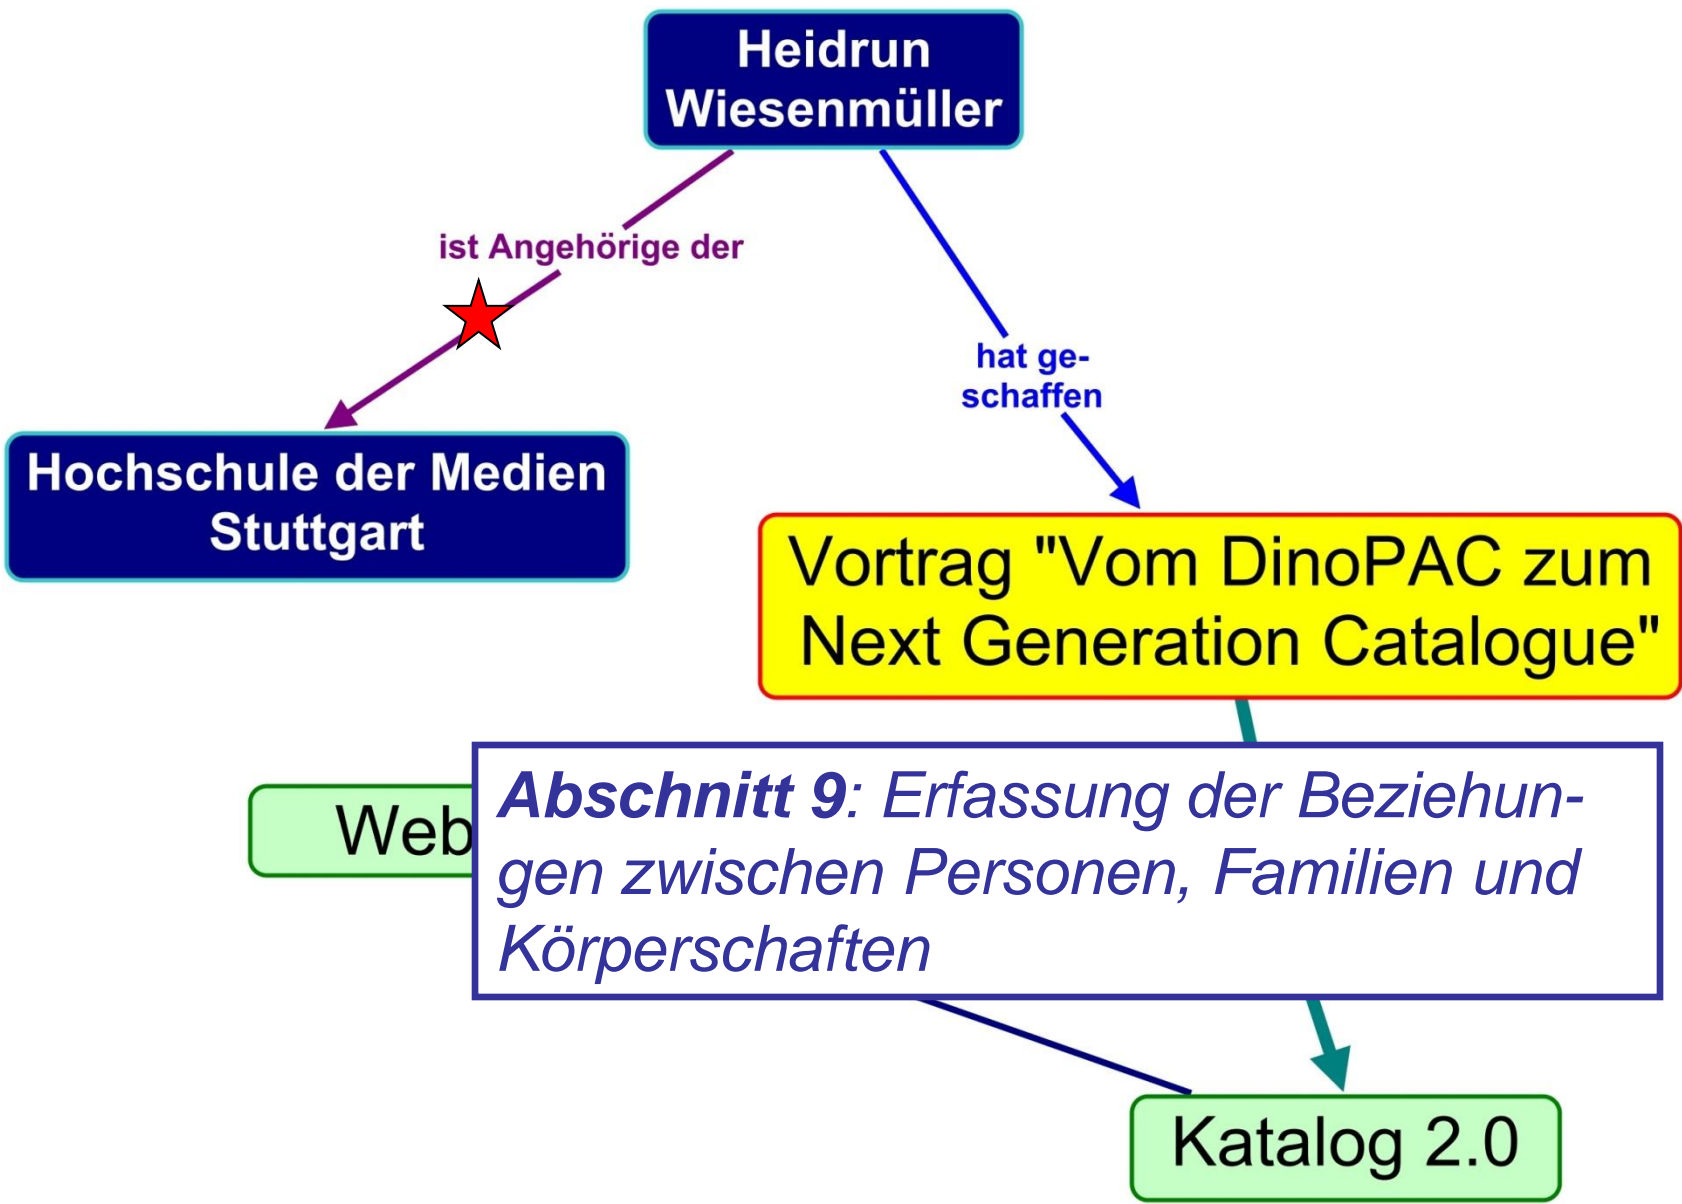 Heidrun
Wiesenmüller
ist Angehörige der
hat ge-
schaffen
Hochschule der Medien
Stuttgart
Vortrag "Vom DinoPAC zum
Next Generation Catalogue"
Web
Abschnitt 9: Erfassung der Beziehun-
gen zwischen Personen, Familien und
Körperschaften
Katalog 2.0